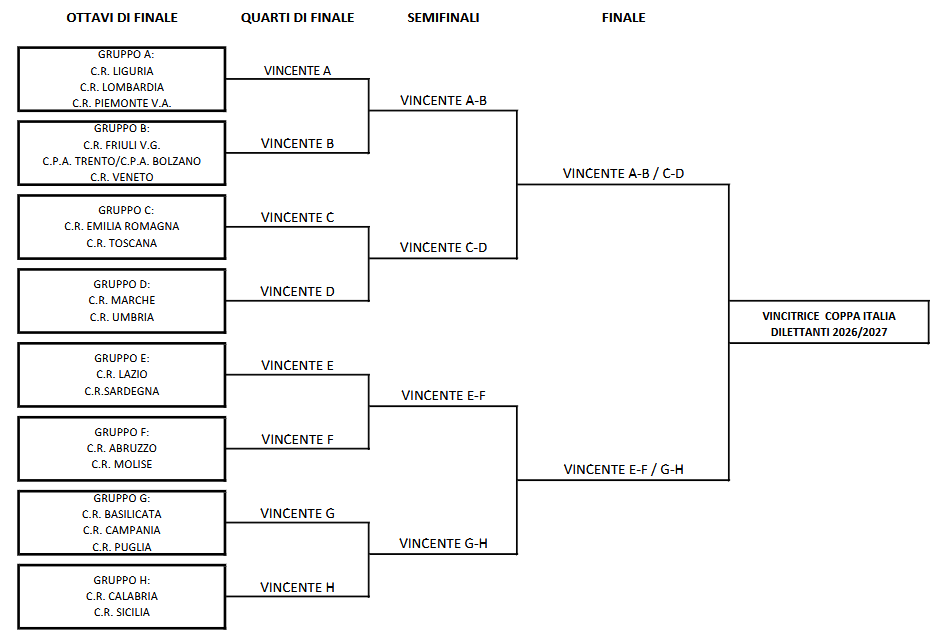 OTTAVI DI FINALE
QUARTI DI FINALE
SEMIFINALI
FINALE
GRUPPO A:
C.R. LIGURIA
C.R. LOMBARDIA
C.R. PIEMONTE V.A.
GRUPPO B:
C.R. FRIULI V.G.
C.P.A. TRENTO/C.P.A. BOLZANO
C.R. VENETO
GRUPPO C:
C.R. EMILIA ROMAGNA
C.R. TOSCANA
GRUPPO D:
C.R. MARCHE
C.R. UMBRIA
GRUPPO E:
C.R. LAZIO
C.R.SARDEGNA
GRUPPO F:
C.R. ABRUZZO
C.R. MOLISE
GRUPPO G:
C.R. BASILICATA
C.R. CAMPANIA
C.R. PUGLIA
GRUPPO H:
C.R. CALABRIA
C.R. SICILIA
VINCENTE A
VINCENTE B
VINCENTE C
VINCENTE D
VINCENTE E
VINCENTE F
VINCENTE G
VINCENTE H
VINCENTE A-B
VINCENTE C-D
VINCENTE E-F
VINCENTE G-H
VINCENTE A-B / C-D
VINCENTE E-F / G-H
VINCITRICE COPPA ITALIA
DILETTANTI 2026/2027